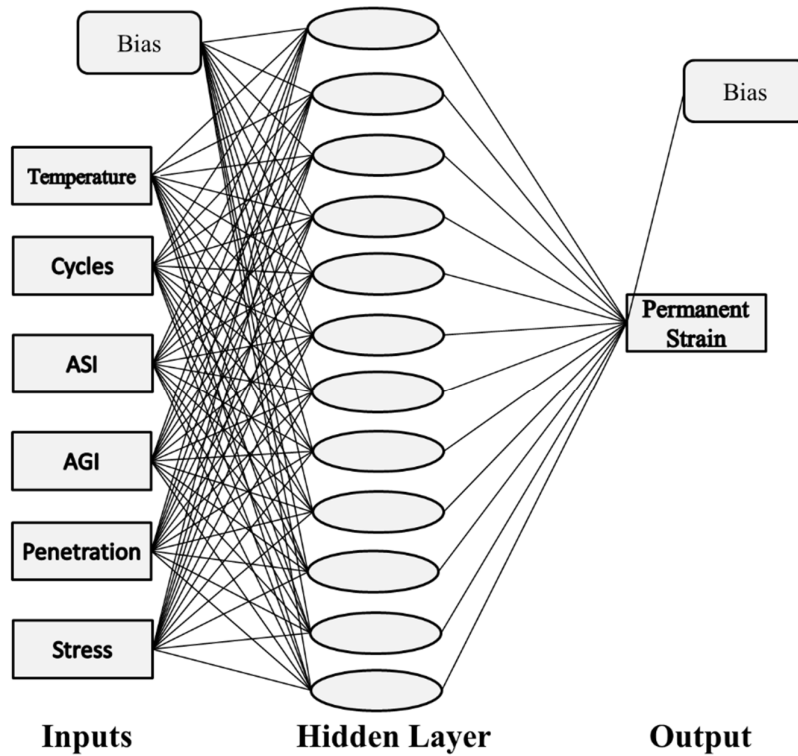 Bias
Bias
Temperature
Cycles
ASI
AGI
Penetration
Stress
Permanent
Strain
Inputs
Hidden Layer
Output